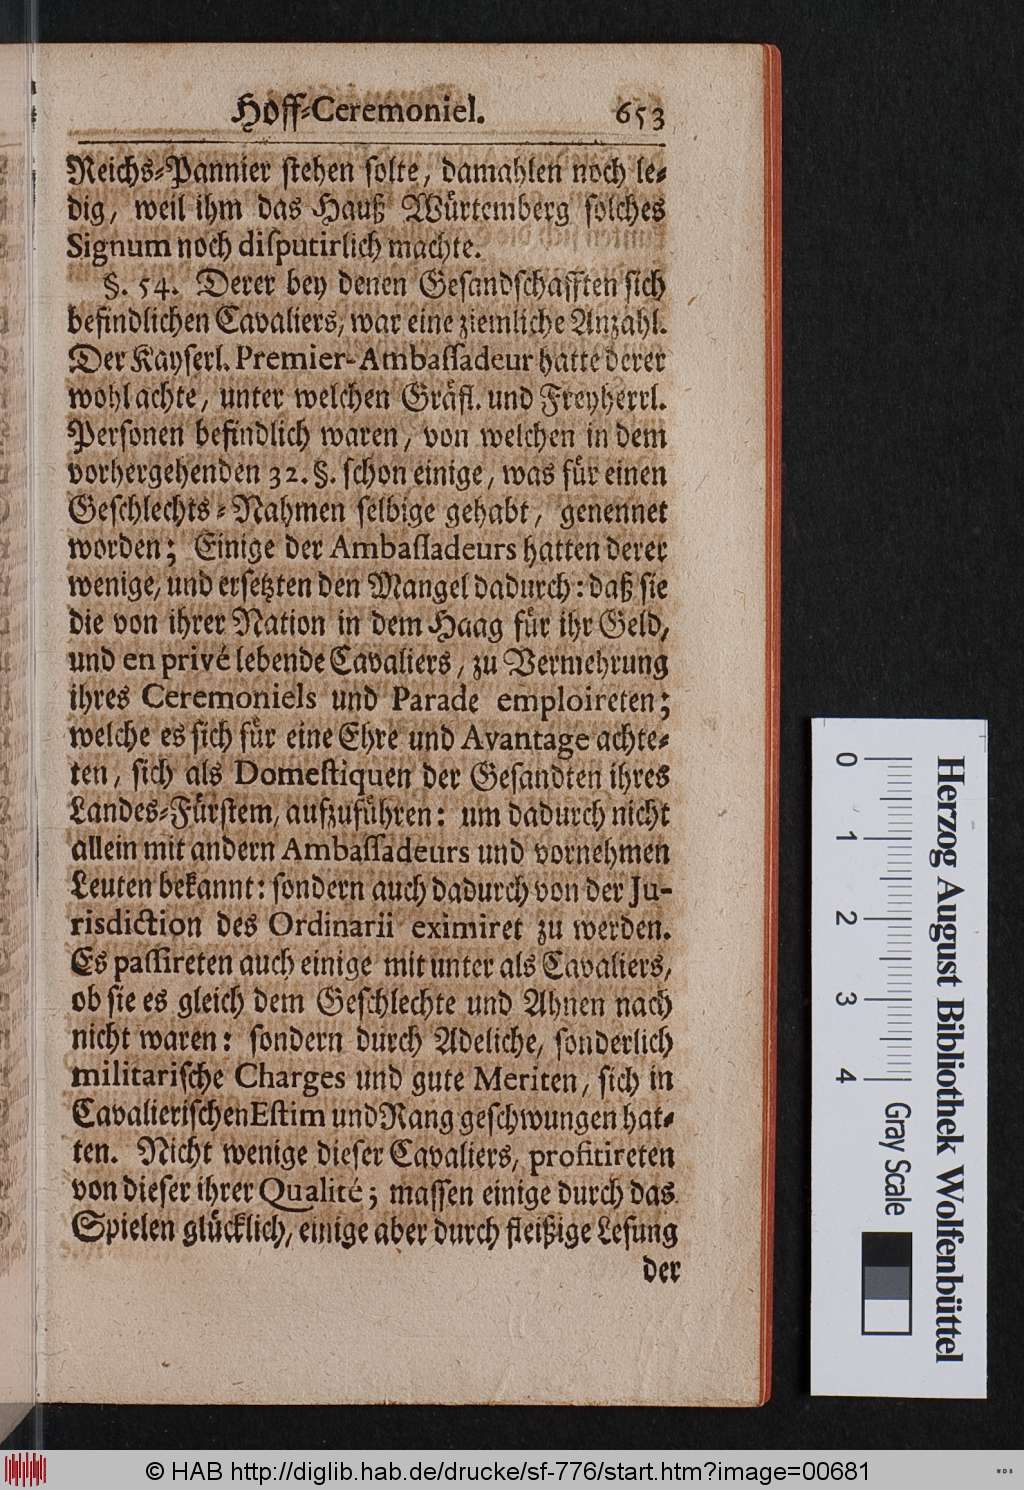 Hoff-Ceremoniel. 653
Reichs-Pannier stehen solte, damahlen noch le-
dig, weil ihm das Hauß Würtemberg solches
Signum noch disputirlich machte.
§. 54. Derer bey denen Gesandschafften sich
befindlichen Cavaliers, war eine ziemliche Anzahl.
Der Kayserl. Premier-Ambassadeur hatte derer
wohl achte, unter welchen Gräfl. und Freyherrl.
Personen befindlich waren, von welchen in dem
vorhergehenden 32. §. schon einige, was für einen
Geschlechts-Nahmen selbige gehabt, genennet
worden; Einige der Ambassadeurs hatten derer
wenige, und ersetzten den Mangel dadurch: daß sie
die von ihrer Nation in dem Haag für ihr Geld,
und en privé lebende Cavaliers, zu Vermehrung
ihres Ceremoniels und Parade emploireten;
welche es sich für eine Ehre und Avantage achte-
ten, sich als Domestiquen der Gesandten ihres
Landes-Fürstem, aufzuführen: um dadurch nicht
allein mit andern Ambassadeurs und vornehmen
Leuten bekannt: sondern auch dadurch von der Ju-
risdiction des Ordinarii eximiret zu werden.
Es passireten auch einige mit unter als Cavaliers,
ob sie es gleich dem Geschlechte und Ahnen nach
nicht waren: sondern durch Adeliche, sonderlich
militarische Charges und gute Meriten, sich in
Cavalierischen Estim und Rang geschwungen hat-
ten. Nicht wenige dieser Cavaliers, profitireten
von dieser ihrer Qualité; massen einige durch das
Spielen glücklich, einige aber durch fleißige Lesung
der
0 1 2 3 4 Gray Scale
Herzog August Bibliothek Wolfenbüttel
© HAB http://diglib.hab.de/drucke/sf-776/start.htm?image=00681